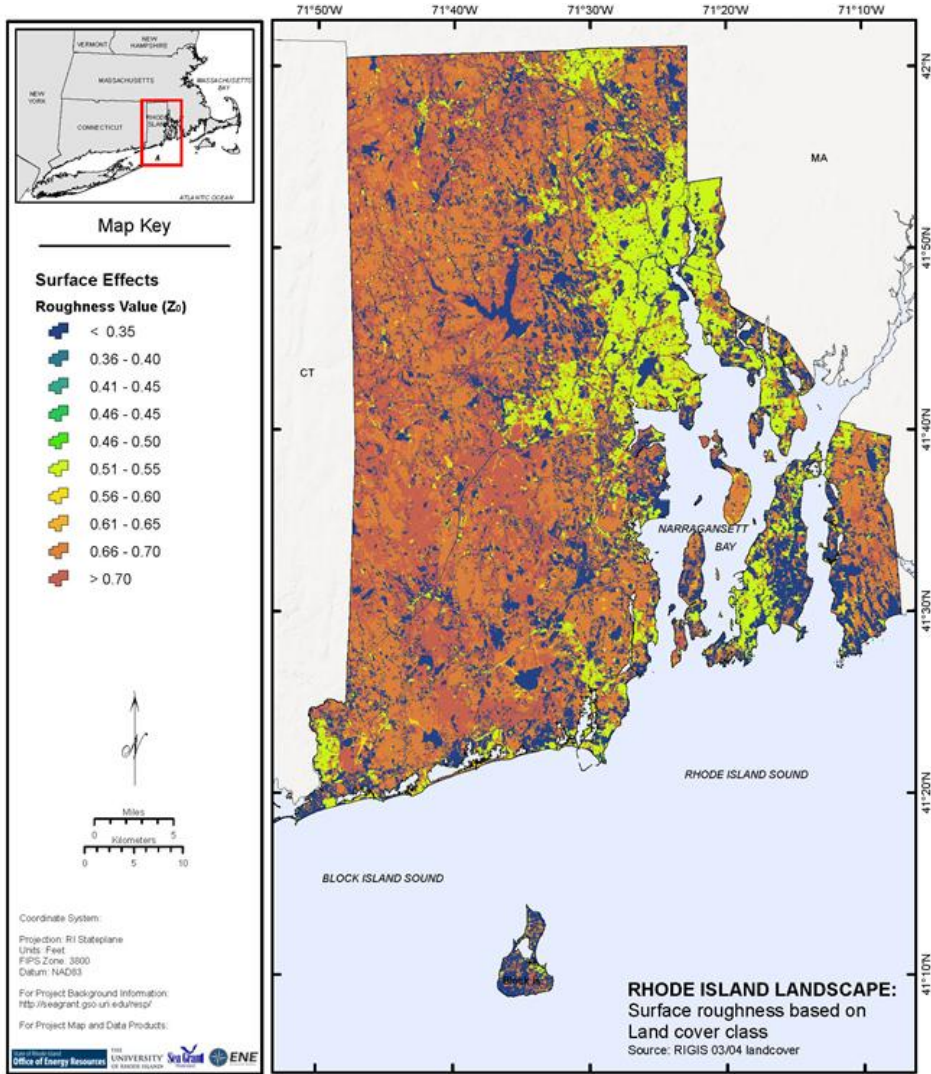 VERMONT
NEW
HAMPSHIRE
NEW
YORK
MASSACHUSETTS
MASSACHUSETTS
BAY
CONNECTICUT
RHODE
ISLAND
ATLANTIC OCEAN
Map Key
Surface Effects
Roughness Value (Z0)
< 0.35
0.36 - 0.40
0.41 - 0.45
0.46 - 0.45
0.46 - 0.50
0.51 - 0.55
0.56 - 0.60
0.61 - 0.65
0.66 - 0.70
> 0.70
N
Miles
0 5
Kilometers
0 5 10
Coordinate System:
Projection: RI Stateplane
Units: Feet
FIPS Zone: 3800
Datum: NAD83
For Project Background Information:
http://seagrant.gso.uri.edu/resp/
For Project Map and Data Products:
State of Rhode Island
Office of Energy Resources
THE
UNIVERSITY
OF RHODE ISLAND
Sea Grant
ENE
71°50'W 71°40'W 71°30'W 71°20'W 71°10'W
42°N
41°50'N
41°40'N
41°30'N
41°20'N
41°10'N
MA
CT
NARRAGANSETT
BAY
RHODE ISLAND SOUND
BLOCK ISLAND SOUND
Block Is.
RHODE ISLAND LANDSCAPE:
Surface roughness based on
Land cover class
Source: RIGIS 03/04 landcover